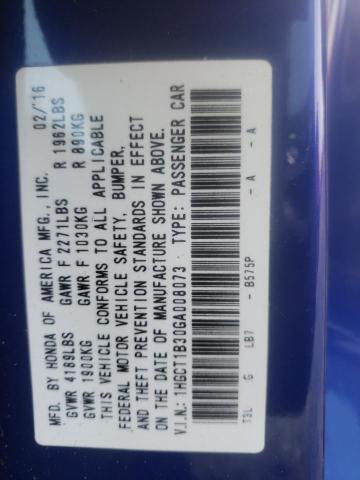 MFD. BY HONDA OF AMERICA MFG., INC. 02/'16
GVWR 4189LBS GAWR F 2271LBS R 1962LBS
GVWR 1900KG GAWR F 1030KG R 890KG
THIS VEHICLE CONFORMS TO ALL APPLICABLE
FEDERAL MOTOR VEHICLE SAFETY, BUMPER,
AND THEFT PREVENTION STANDARDS IN EFFECT
ON THE DATE OF MANUFACTURE SHOWN ABOVE.
V.I.N.: 1HGCT1B30GA008073 TYPE: PASSENGER CAR
T3L G LB7 - B575P - A - A